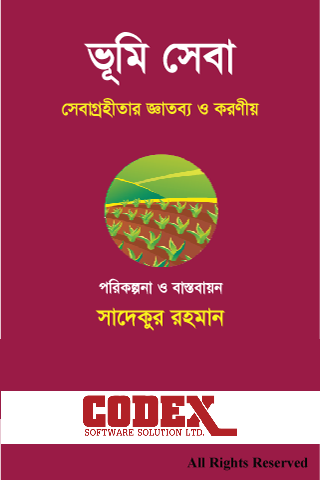 ভূমি সেবা
সেবাগ্রহীতার জ্ঞাতব্য ও করণীয়
পরিকল্পনা ও বাস্তবায়ন
সাদেকুর রহমান
CODEX
SOFTWARE SOLUTION LTD.
All Rights Reserved